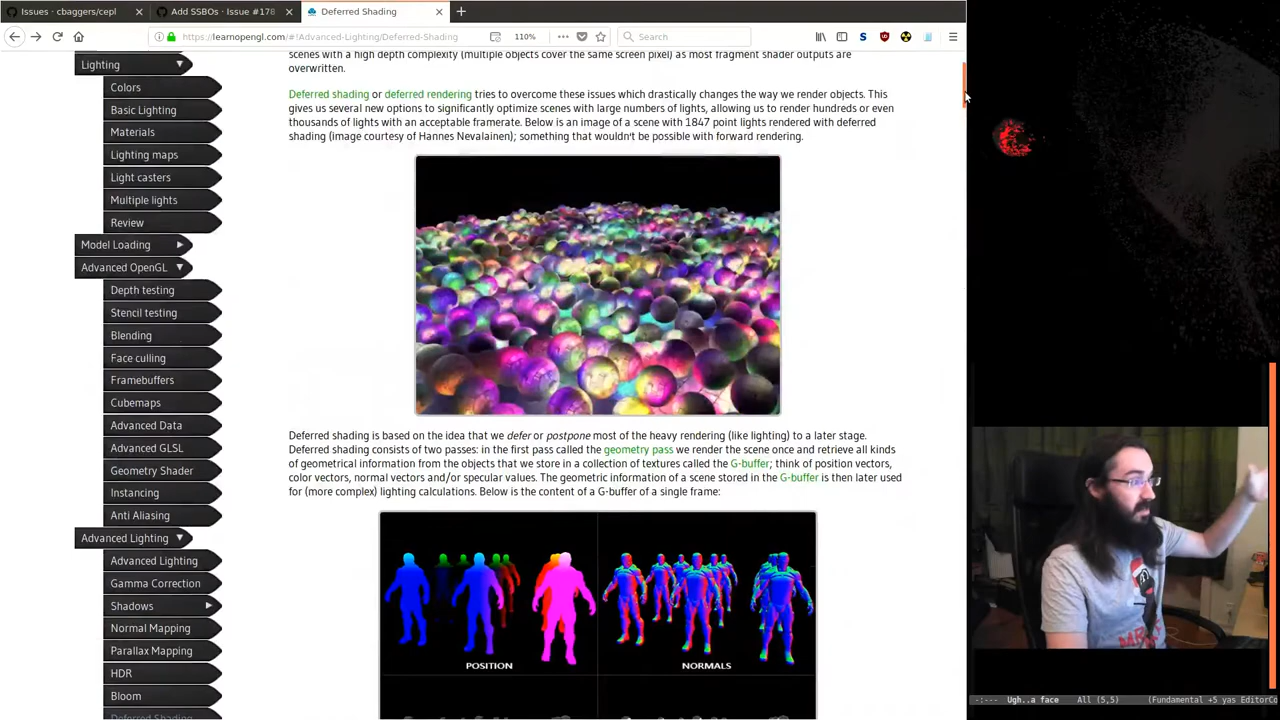 Issues - cbaggers/cepl
Add SSBOs · Issue #178
Deferred Shading
https://learnopengl.com/#!Advanced-Lighting/Deferred-Shading
110%
Search
Lighting
Colors
Basic Lighting
Materials
Lighting maps
Light casters
Multiple lights
Review
Model Loading
Advanced OpenGL
Depth testing
Stencil testing
Blending
Face culling
Framebuffers
Cubemaps
Advanced Data
Advanced GLSL
Geometry Shader
Instancing
Anti Aliasing
Advanced Lighting
Advanced Lighting
Gamma Correction
Shadows
Normal Mapping
Parallax Mapping
HDR
Bloom
Deferred Shading
scenes with a high depth complexity (multiple objects cover the same screen pixel) as most fragment shader outputs are
overwritten.
Deferred shading or deferred rendering tries to overcome these issues which drastically changes the way we render objects. This
gives us several new options to significantly optimize scenes with large numbers of lights, allowing us to render hundreds or even
thousands of lights with an acceptable framerate. Below is an image of a scene with 1847 point lights rendered with deferred
shading (image courtesy of Hannes Nevalainen); something that wouldn't be possible with forward rendering.
Deferred shading is based on the idea that we defer or postpone most of the heavy rendering (like lighting) to a later stage.
Deferred shading consists of two passes: in the first pass called the geometry pass we render the scene once and retrieve all kinds
of geometrical information from the objects that we store in a collection of textures called the G-buffer; think of position vectors,
color vectors, normal vectors and/or specular values. The geometric information of a scene stored in the G-buffer is then later used
for (more complex) lighting calculations. Below is the content of a G-buffer of a single frame:
POSITION
NORMALS
-:--- Ugh..a face All (5,5) (Fundamental +5 yas EditorCo